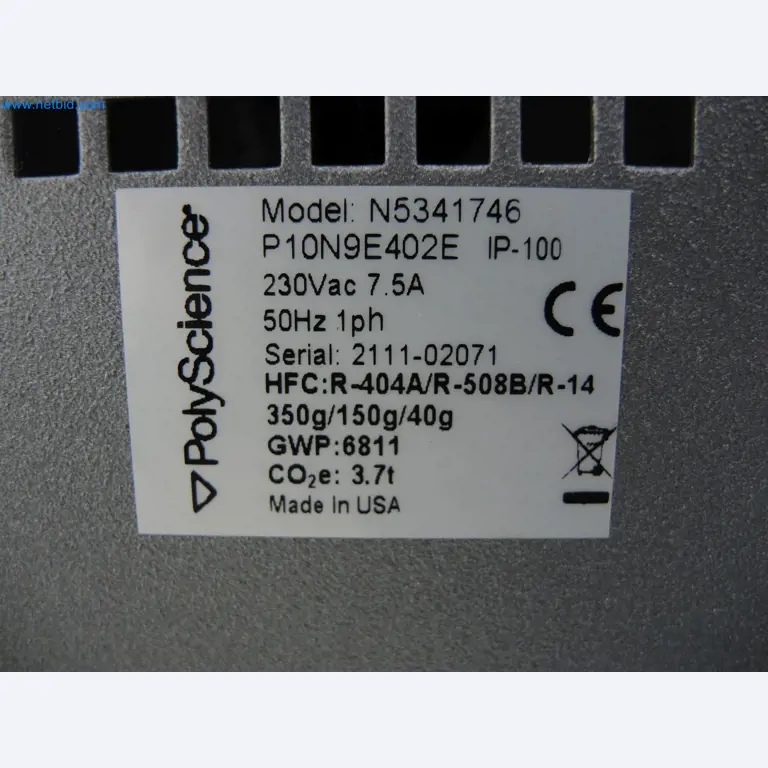 www.netbid.com
PolyScience
Model: N5341746
P10N9E402E IP-100
230Vac 7.5A
50Hz 1ph
CE
Serial: 2111-02071
HFC:R-404A/R-508B/R-14
350g/150g/40g
GWP:6811
CO₂e: 3.7t
Made In USA